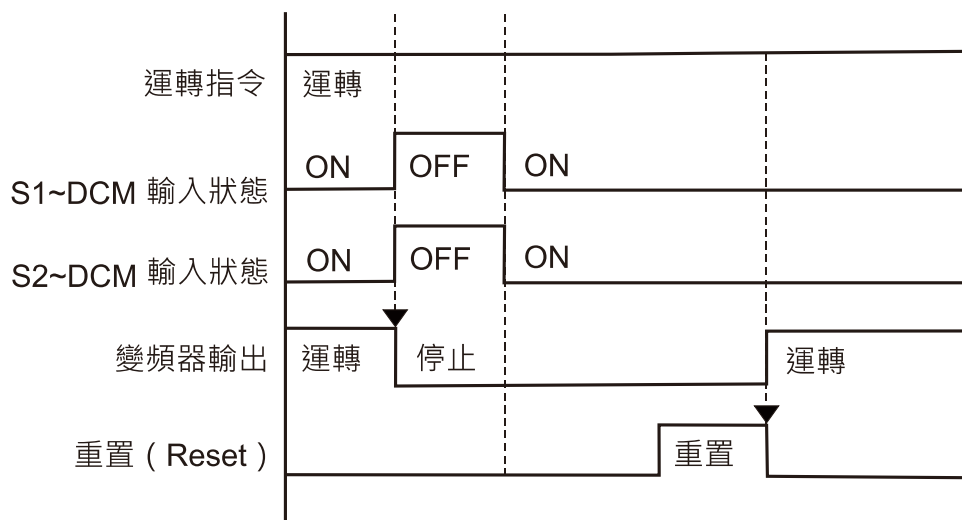 運轉指令 運轉
S1~DCM 輸入狀態 ON OFF ON
S2~DCM 輸入狀態 ON OFF ON
變頻器輸出 運轉 停止 運轉
重置（Reset） 重置